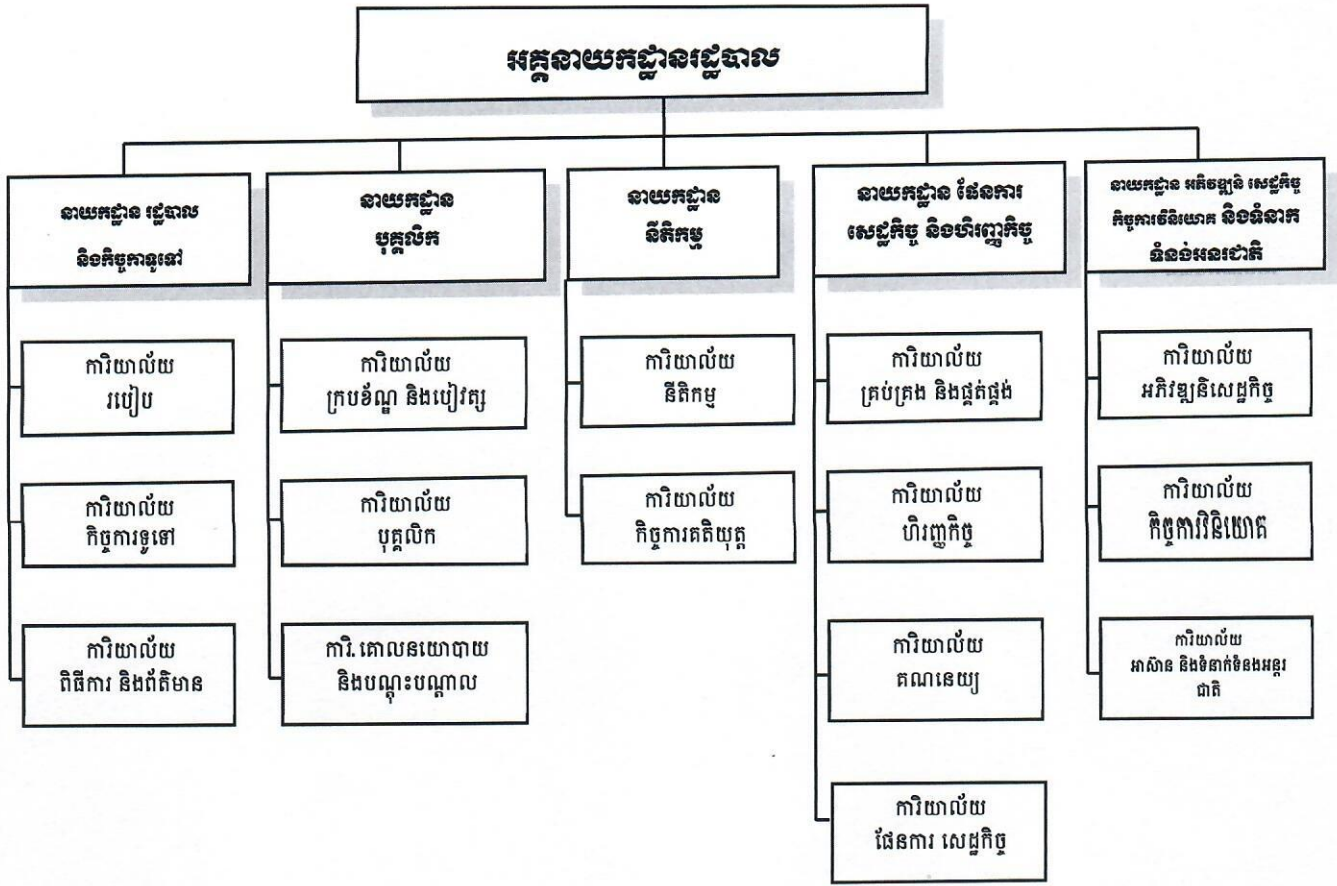 អគ្គនាយកដ្ឋានរដ្ឋបាល
នាយកដ្ឋាន រដ្ឋបាល
និងកិច្ចកាទូទៅ
នាយកដ្ឋាន
បុគ្គលិក
នាយកដ្ឋាន
នីតិកម្ម
នាយកដ្ឋាន ផែនការ
សេដ្ឋកិច្ច និងហិរញ្ញកិច្ច
នាយកដ្ឋាន អភិវឌ្ឍន៍ សេដ្ឋកិច្ច
កិច្ចការវិនិយោគ និងទំនាក
ទំនង់អនរជាតិ
ការិយាល័យ
របៀប
ការិយាល័យ
កិច្ចការទូទៅ
ការិយាល័យ
ពិធីការ និងព័ត៌មាន
ការិយាល័យ
ក្របខ័ណ្ឌ និងបៀវត្ស
ការិយាល័យ
បុគ្គលិក
ការិ. គោលនយោបាយ
និងបណ្តុះបណ្តាល
ការិយាល័យ
នីតិកម្ម
ការិយាល័យ
កិច្ចការគតិយុត្ត
ការិយាល័យ
គ្រប់គ្រង និងផ្គត់ផ្គង់
ការិយាល័យ
ហិរញ្ញកិច្ច
ការិយាល័យ
គណនេយ្យ
ការិយាល័យ
ផែនការ សេដ្ឋកិច្ច
ការិយាល័យ
អភិវឌ្ឍនិសេដ្ឋកិច្ច
ការិយាល័យ
កិច្ចការវិនិយោគ
ការិយាល័យ
អាស៊ាន និងទំនាក់ទំនងអន្តរ
ជាតិ